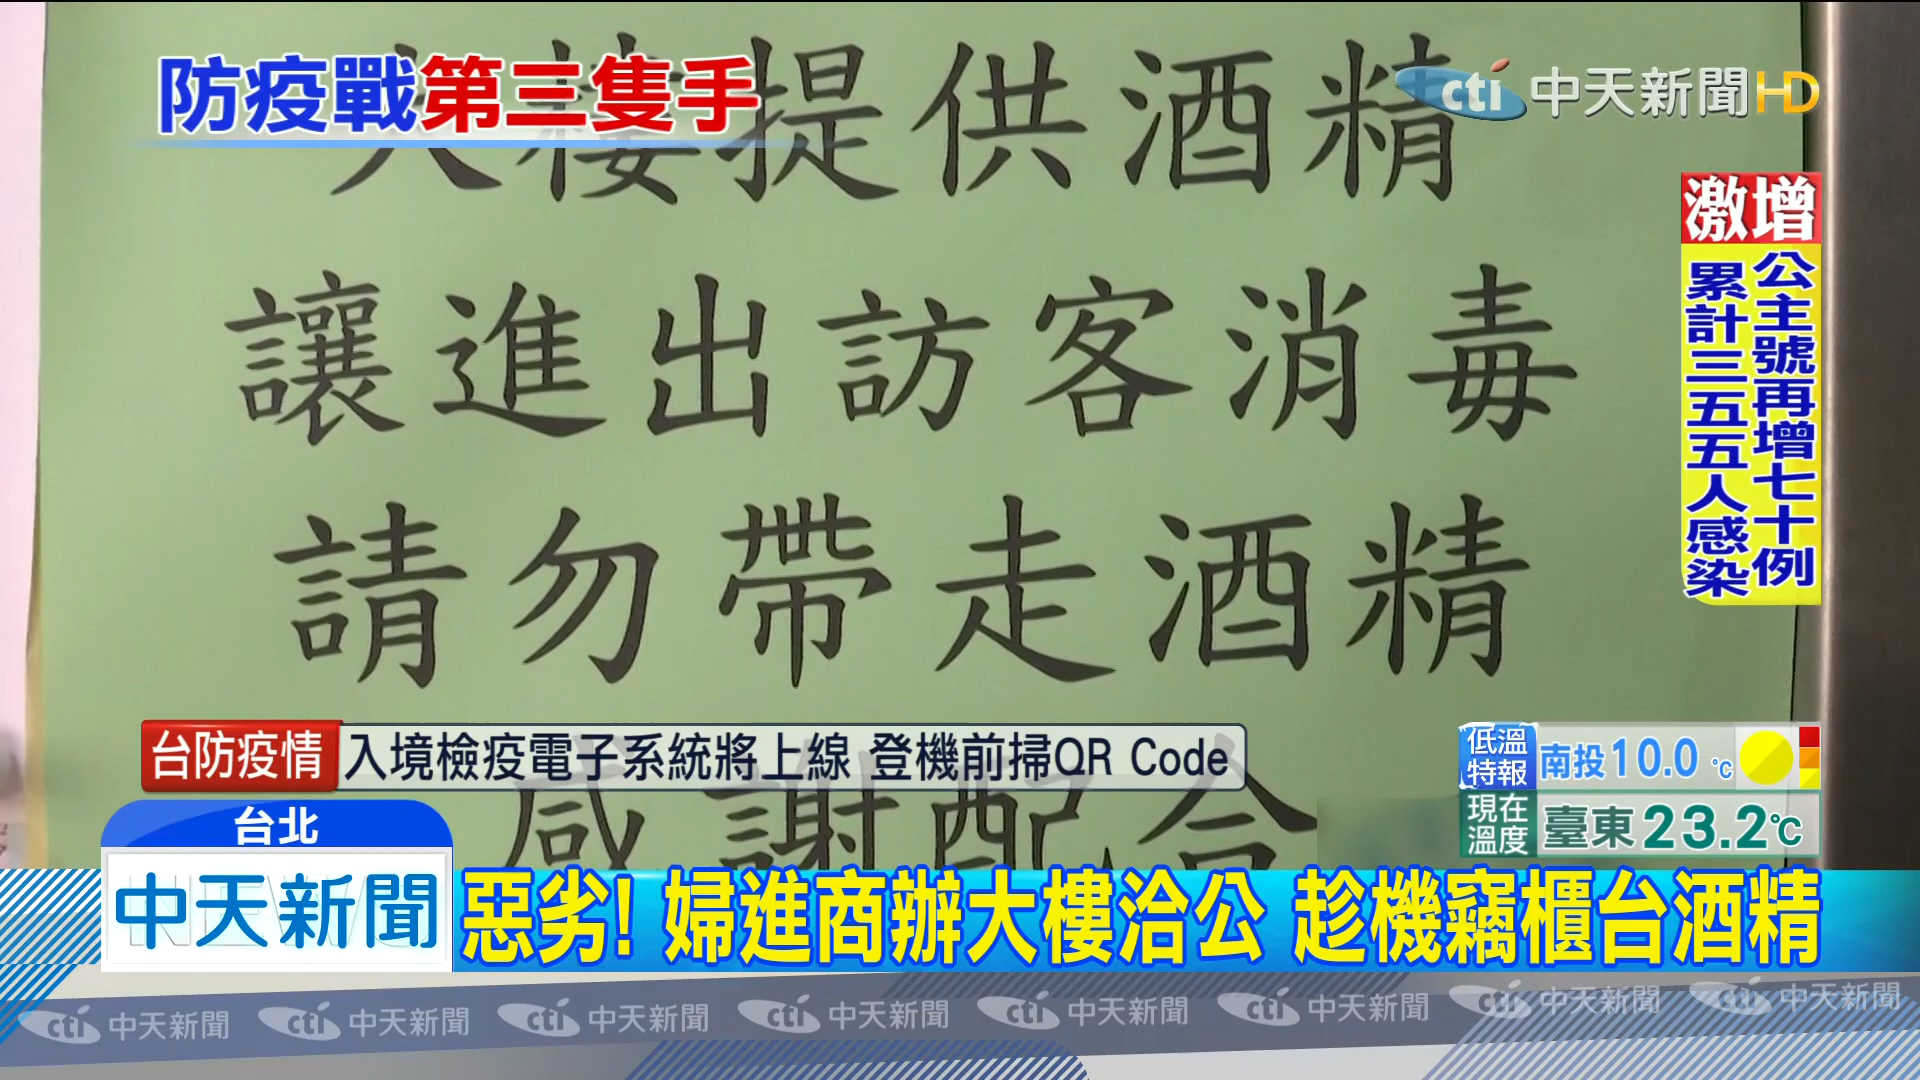 防疫戰第三隻手
cti 中天新聞HD
大樓提供酒精
讓進出訪客消毒
請勿帶走酒精
感謝配合
激增
公主號再增七十例
累計三五五人感染
台防疫情
入境檢疫電子系統將上線 登機前掃QR Code
低溫特報
南投10.0℃
現在溫度
臺東23.2℃
台北
中天新聞
惡劣! 婦進商辦大樓洽公 趁機竊櫃台酒精
cti 中天新聞 cti 中天新聞 cti 中天新聞 cti 中天新聞 cti 中天新聞 cti 中天新聞 cti 中天新聞 cti 中天新聞